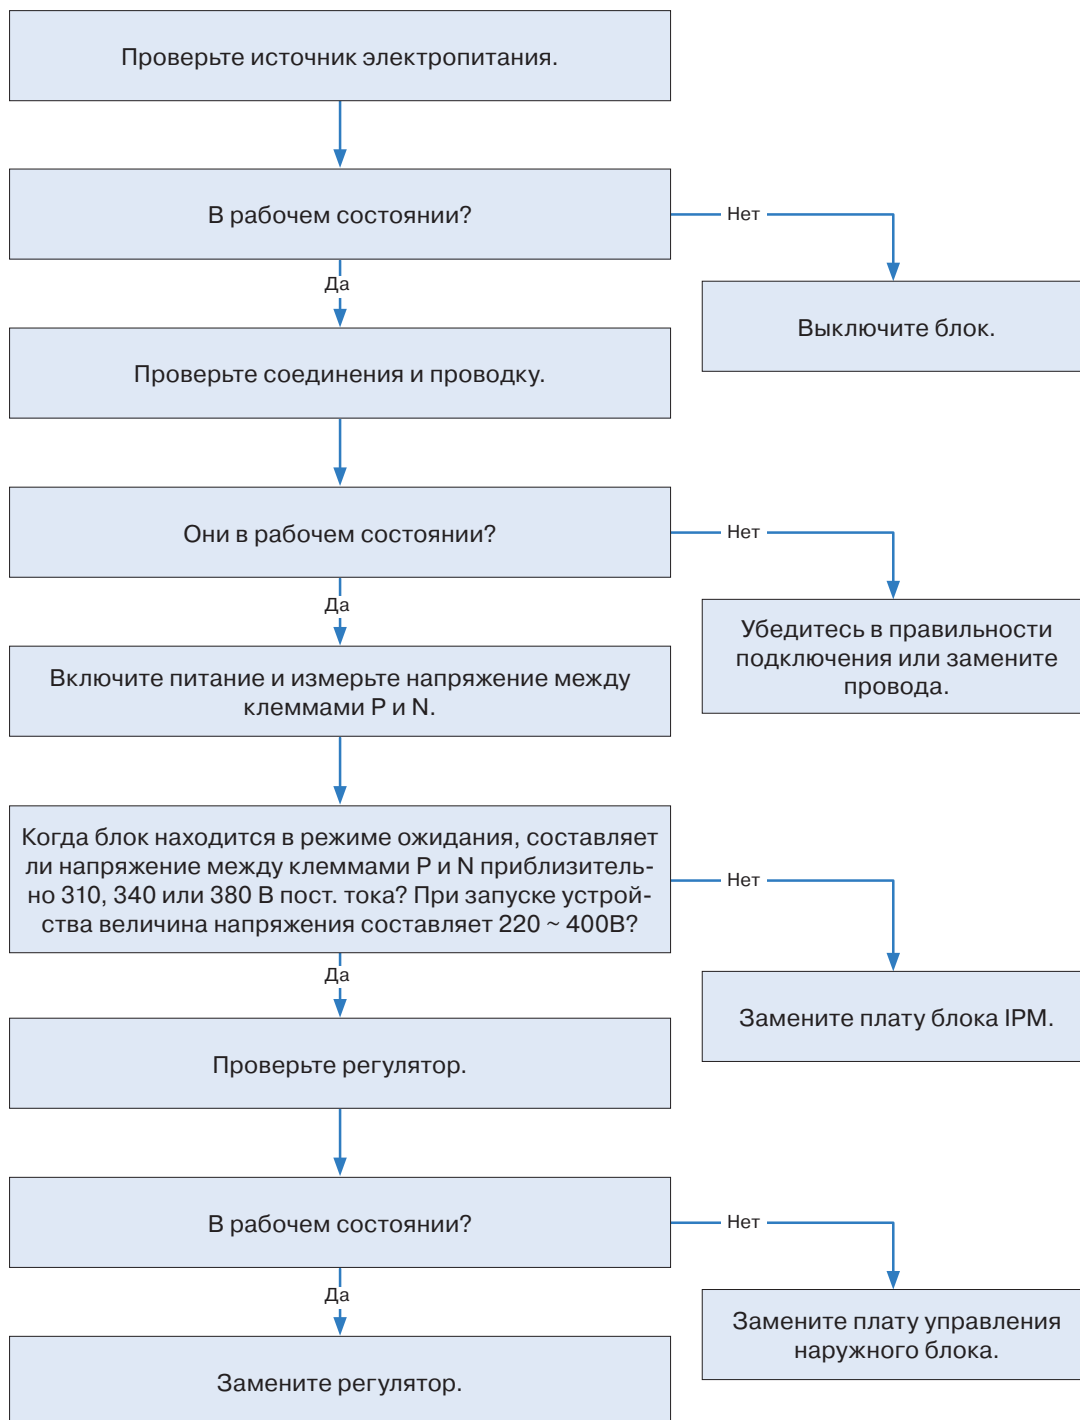 Проверьте источник электропитания.
В рабочем состоянии?
Нет
Да
Выключите блок.
Проверьте соединения и проводку.
Они в рабочем состоянии?
Нет
Да
Убедитесь в правильности
подключения или замените
провода.
Включите питание и измерьте напряжение между
клеммами P и N.
Когда блок находится в режиме ожидания, составляет
ли напряжение между клеммами P и N приблизитель-
но 310, 340 или 380 В пост. тока? При запуске устрой-
ства величина напряжения составляет 220 ~ 400В?
Нет
Да
Замените плату блока IPM.
Проверьте регулятор.
В рабочем состоянии?
Нет
Да
Замените плату управления
наружного блока.
Замените регулятор.